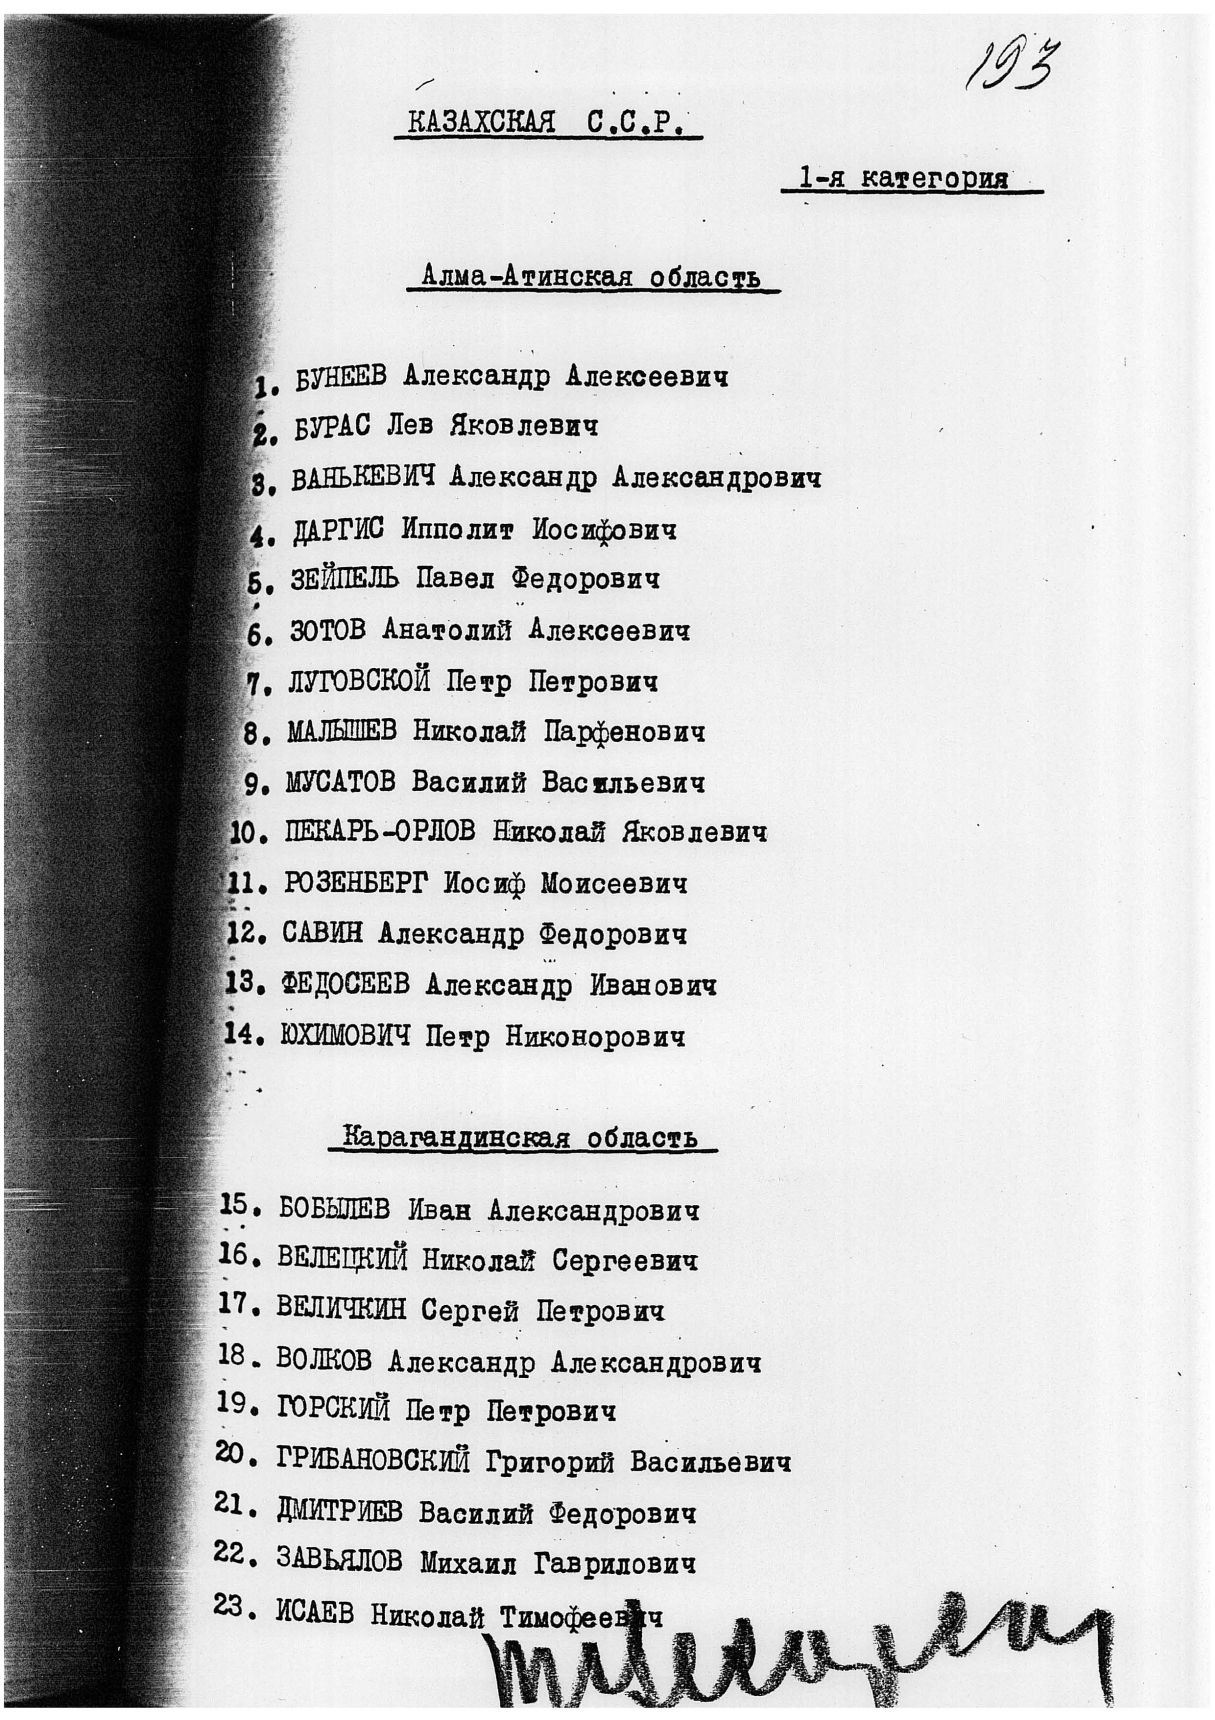 193
КАЗАХСКАЯ С.С.Р.
1-я категория
Алма-Атинская область
1. БУНЕЕВ Александр Алексеевич
2. БУРАС Лев Яковлевич
3. ВАНЬКЕВИЧ Александр Александрович
4. ДАРГИС Ипполит Иосифович
5. ЗЕЙПЕЛЬ Павел Федорович
6. ЗОТОВ Анатолий Алексеевич
7. ЛУГОВСКОЙ Петр Петрович
8. МАЛЫШЕВ Николай Парфенович
9. МУСАТОВ Василий Васильевич
10. ПЕКАРЬ-ОРЛОВ Николай Яковлевич
11. РОЗЕНБЕРГ Иосиф Моисеевич
12. САВИН Александр Федорович
13. ФЕДОСЕЕВ Александр Иванович
14. ЮХИМОВИЧ Петр Никонорович
Карагандинская область
15. БОБЫЛЕВ Иван Александрович
16. ВЕЛЕЦКИЙ Николай Сергеевич
17. ВЕЛИЧКИН Сергей Петрович
18. ВОЛКОВ Александр Александрович
19. ГОРСКИЙ Петр Петрович
20. ГРИБАНОВСКИЙ Григорий Васильевич
21. ДМИТРИЕВ Василий Федорович
22. ЗАВЬЯЛОВ Михаил Гаврилович
23. ИСАЕВ Николай Тимофеевич